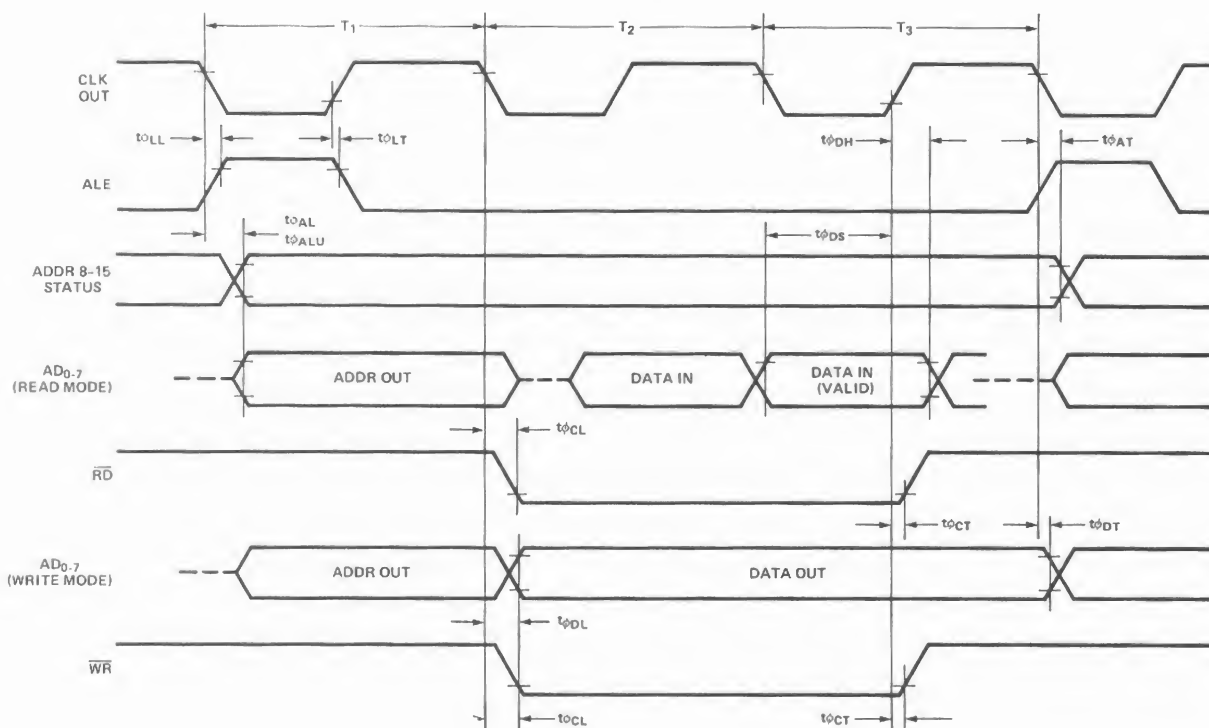 T1 T2 T3
CLK
OUT
tφLL tφLT tφDH tφAT
ALE
tφAL
tφALU
tφDS
ADDR 8-15
STATUS
AD0-7
(READ MODE)
ADDR OUT DATA IN DATA IN
(VALID)
tφCL
RD
tφCT tφDT
AD0-7
(WRITE MODE)
ADDR OUT DATA OUT
tφDL
WR
tφCL tφCT